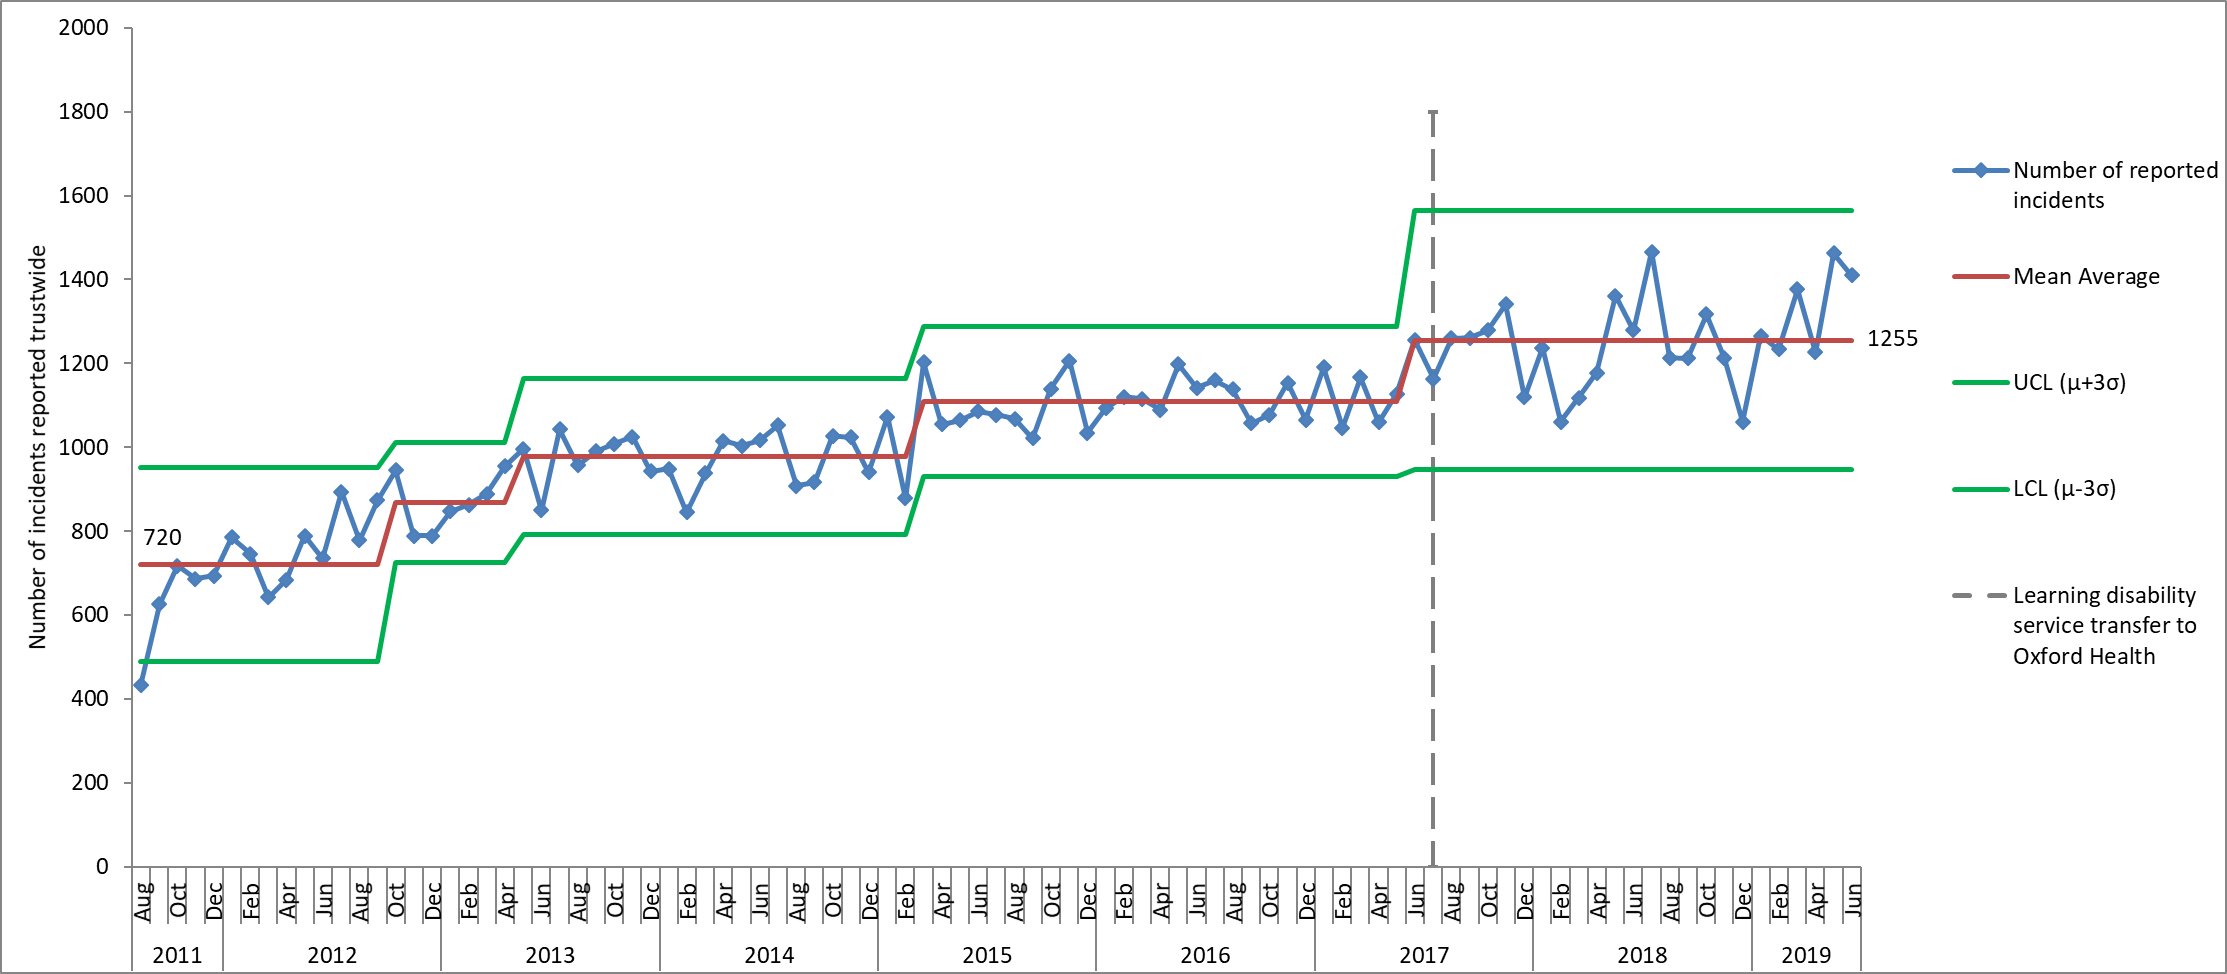 2000
1800
1600
1400
1200
1000
800
600
400
200
0
Number of incidents reported trustwide
720
1255
Number of reported
incidents
Mean Average
UCL (µ+3σ)
LCL (µ-3σ)
Learning disability
service transfer to
Oxford Health
Aug Oct Dec Feb Apr Jun Aug Oct Dec Feb Apr Jun Aug Oct Dec Feb Apr Jun Aug Oct Dec Feb Apr Jun Aug Oct Dec Feb Apr Jun Aug Oct Dec Feb Apr Jun Aug Oct Dec Feb Apr Jun Aug Oct Dec Feb Apr Jun
2011 2012 2013 2014 2015 2016 2017 2018 2019